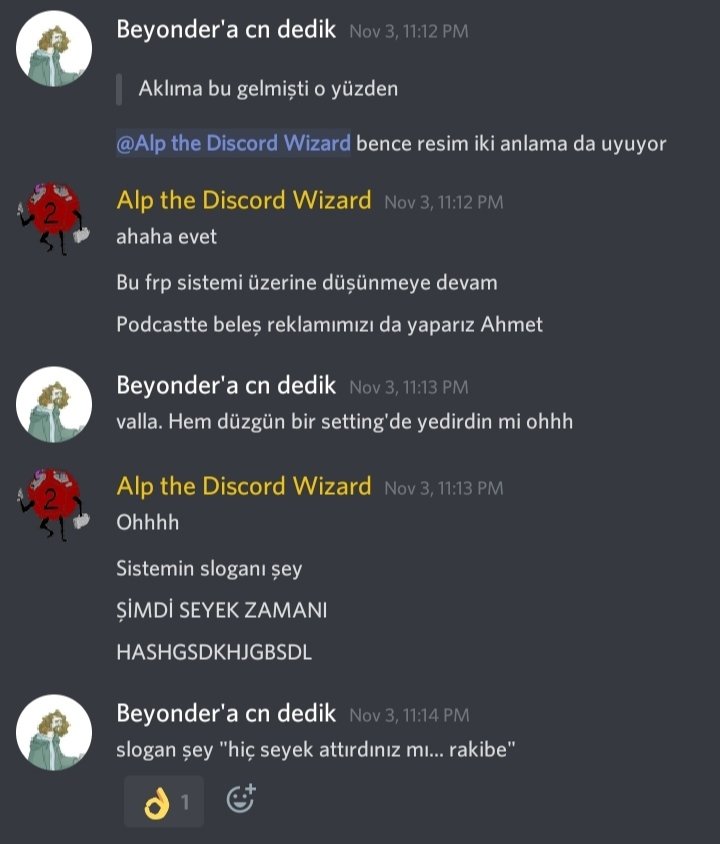 Beyonder'a cn dedik Nov 3, 11:12 PM
Aklıma bu gelmişti o yüzden
@Alp the Discord Wizard bence resim iki anlama da uyuyor
Alp the Discord Wizard Nov 3, 11:12 PM
ahaha evet
Bu frp sistemi üzerine düşünmeye devam
Podcastte beleş reklamımızı da yaparız Ahmet
Beyonder'a cn dedik Nov 3, 11:13 PM
valla. Hem düzgün bir setting'de yedirdin mi ohhh
Alp the Discord Wizard Nov 3, 11:13 PM
Ohhhh
Sistemin sloganı şey
ŞİMDİ SEYEK ZAMANI
HASHGSDKHJGBSDL
Beyonder'a cn dedik Nov 3, 11:14 PM
slogan şey "hiç seyek attırdınız mı... rakibe"
👌 1